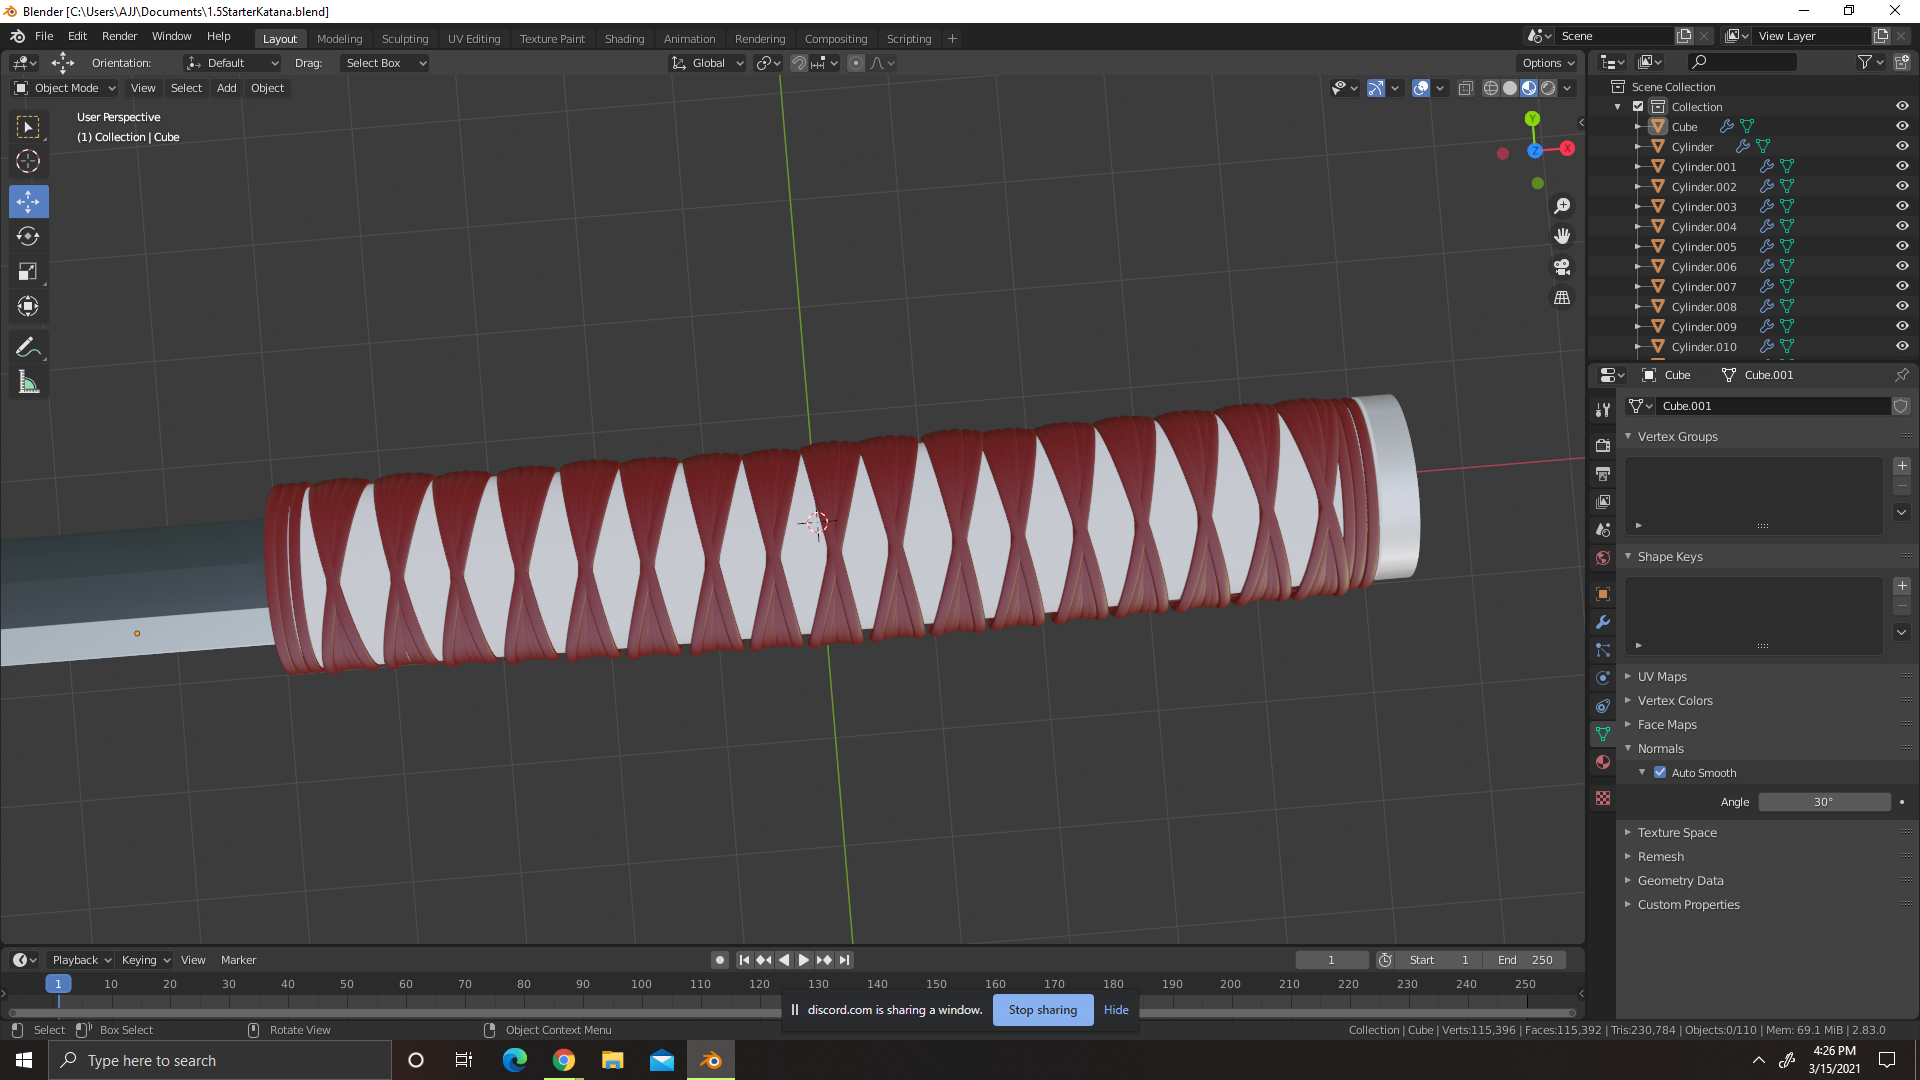 Blender [C:\Users\AJJ\Documents\1.5StarterKatana.blend]
File Edit Render Window Help Layout Modeling Sculpting UV Editing Texture Paint Shading Animation Rendering Compositing Scripting + Scene View Layer
Orientation: Default Drag: Select Box Global Options
Object Mode View Select Add Object
User Perspective
(1) Collection | Cube
Y
X
Z
Scene Collection
Collection
Cube
Cylinder
Cylinder.001
Cylinder.002
Cylinder.003
Cylinder.004
Cylinder.005
Cylinder.006
Cylinder.007
Cylinder.008
Cylinder.009
Cylinder.010
Cube Cube.001
Cube.001
Vertex Groups
Shape Keys
UV Maps
Vertex Colors
Face Maps
Normals
Auto Smooth
Angle 30°
Texture Space
Remesh
Geometry Data
Custom Properties
Playback Keying View Marker 1 Start 1 End 250
1 10 20 30 40 50 60 70 80 90 100 110 120 130 140 150 160 170 180 190 200 210 220 230 240 250
discord.com is sharing a window. Stop sharing Hide
Select Box Select Rotate View Object Context Menu Collection | Cube | Verts:115,396 | Faces:115,392 | Tris:230,784 | Objects:0/110 | Mem: 69.1 MiB | 2.83.0
Type here to search
4:26 PM
3/15/2021